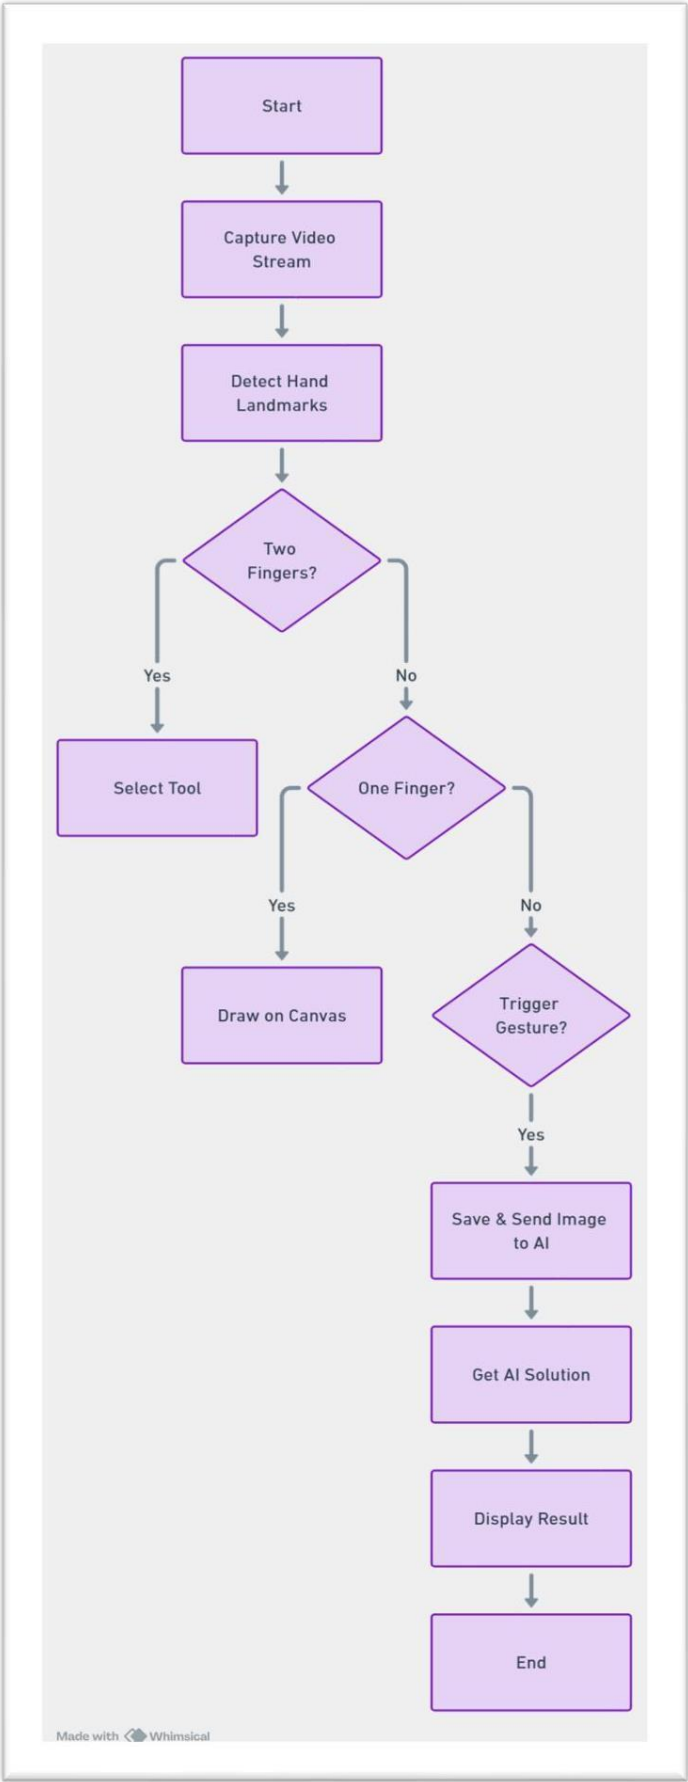 Start
Capture Video
Stream
Detect Hand
Landmarks
Two
Fingers?
Yes
No
Select Tool
One Finger?
Yes
No
Draw on Canvas
Trigger
Gesture?
Yes
Save & Send Image
to AI
Get AI Solution
Display Result
End
Made with Whimsical